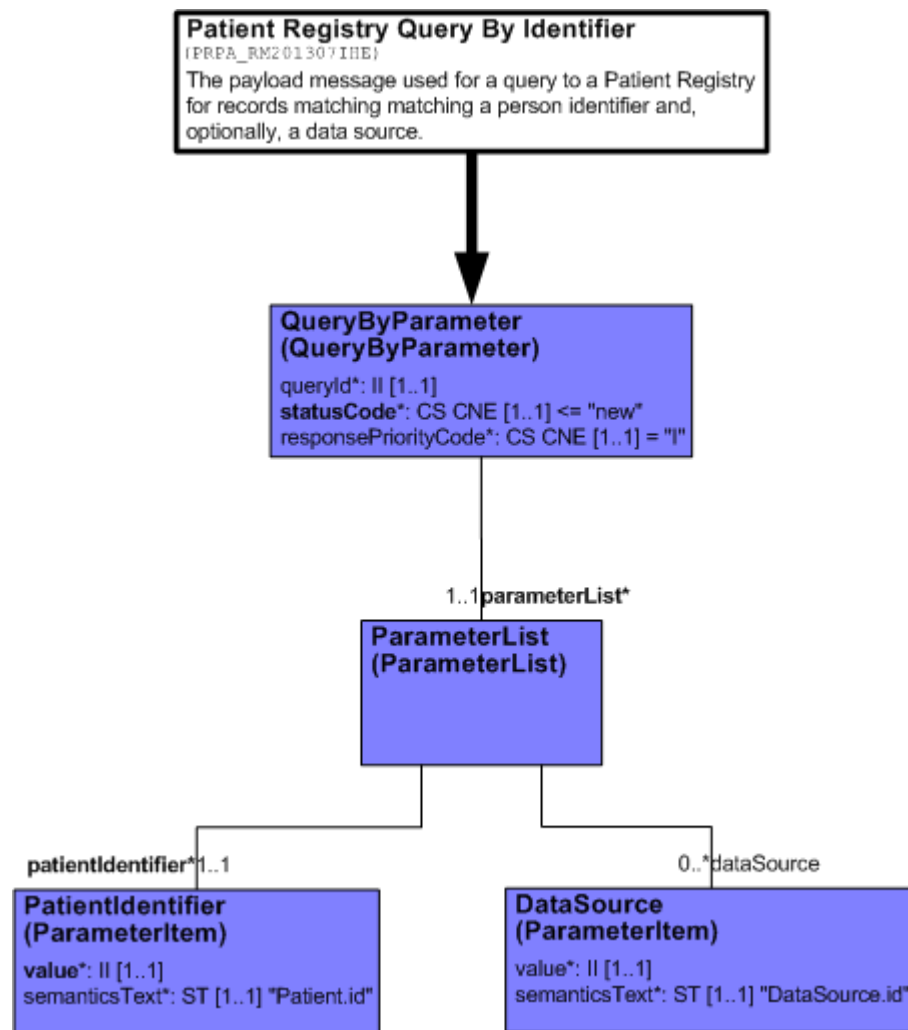 Patient Registry Query By Identifier
(PRPA_RM201307IHE)
The payload message used for a query to a Patient Registry
for records matching matching a person identifier and,
optionally, a data source.
QueryByParameter
(QueryByParameter)
queryId*: II [1..1]
statusCode*: CS CNE [1..1] <= "new"
responsePriorityCode*: CS CNE [1..1] = "I"
1..1 parameterList*
ParameterList
(ParameterList)
patientIdentifier* 1..1
0..* dataSource
PatientIdentifier
(ParameterItem)
value*: II [1..1]
semanticsText*: ST [1..1] "Patient.id"
DataSource
(ParameterItem)
value*: II [1..1]
semanticsText*: ST [1..1] "DataSource.id"